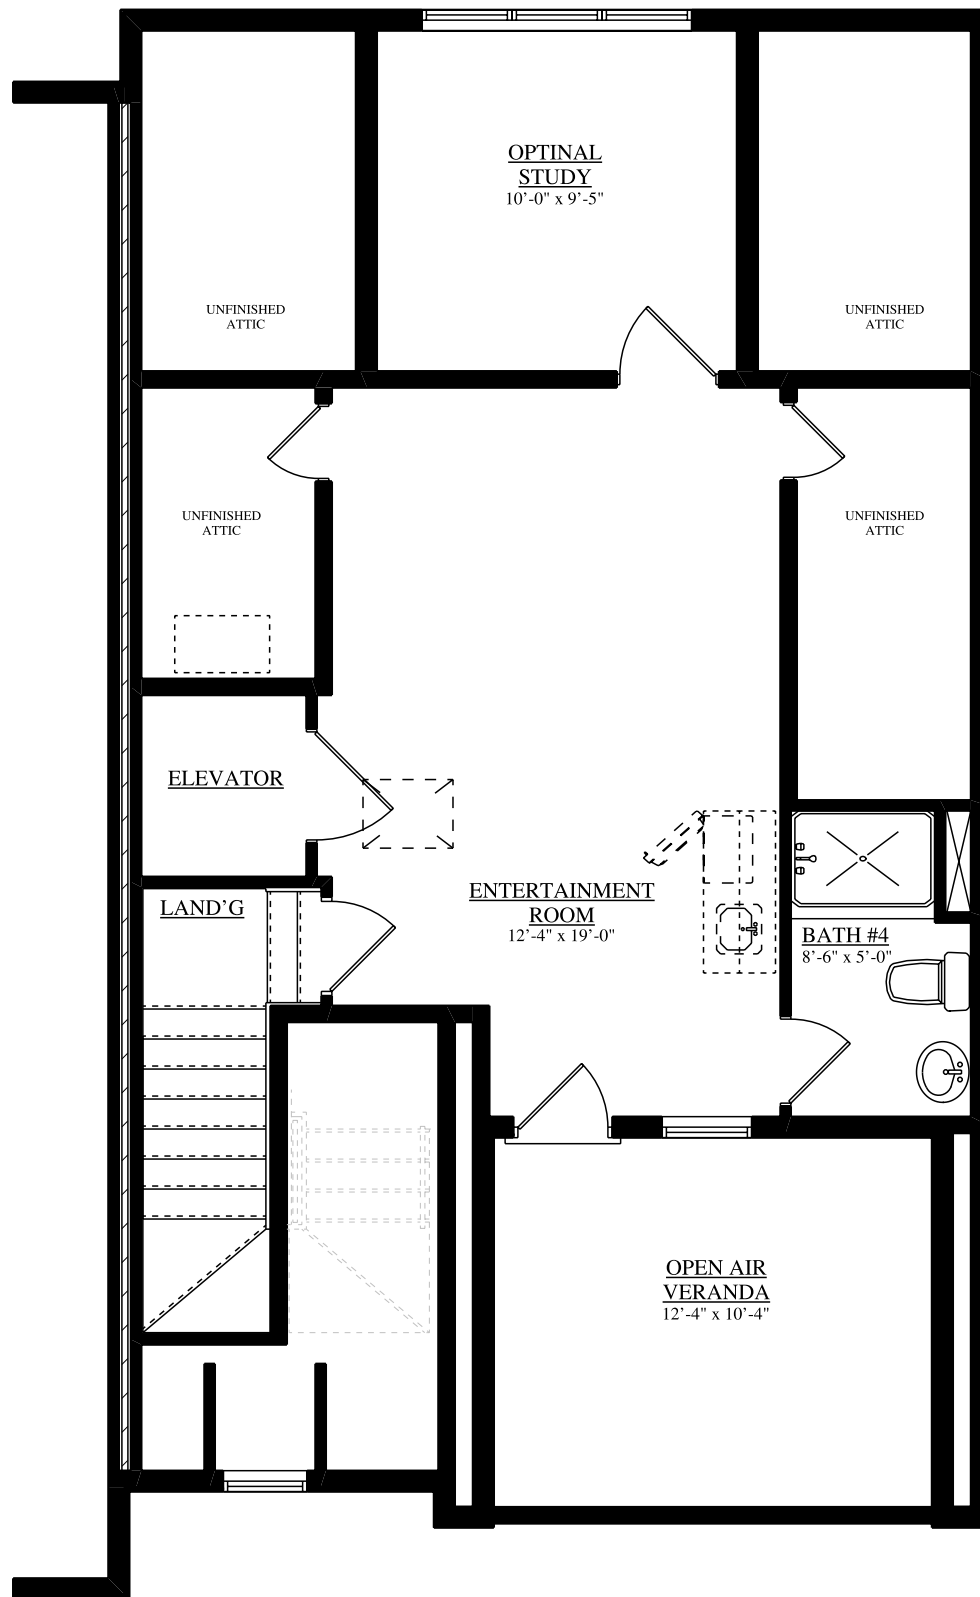 OPTINAL
STUDY
10'-0" x 9'-5"
UNFINISHED
ATTIC
UNFINISHED
ATTIC
UNFINISHED
ATTIC
UNFINISHED
ATTIC
ELEVATOR
ENTERTAINMENT
ROOM
12'-4" x 19'-0"
LAND'G
BATH #4
8'-6" x 5'-0"
OPEN AIR
VERANDA
12'-4" x 10'-4"